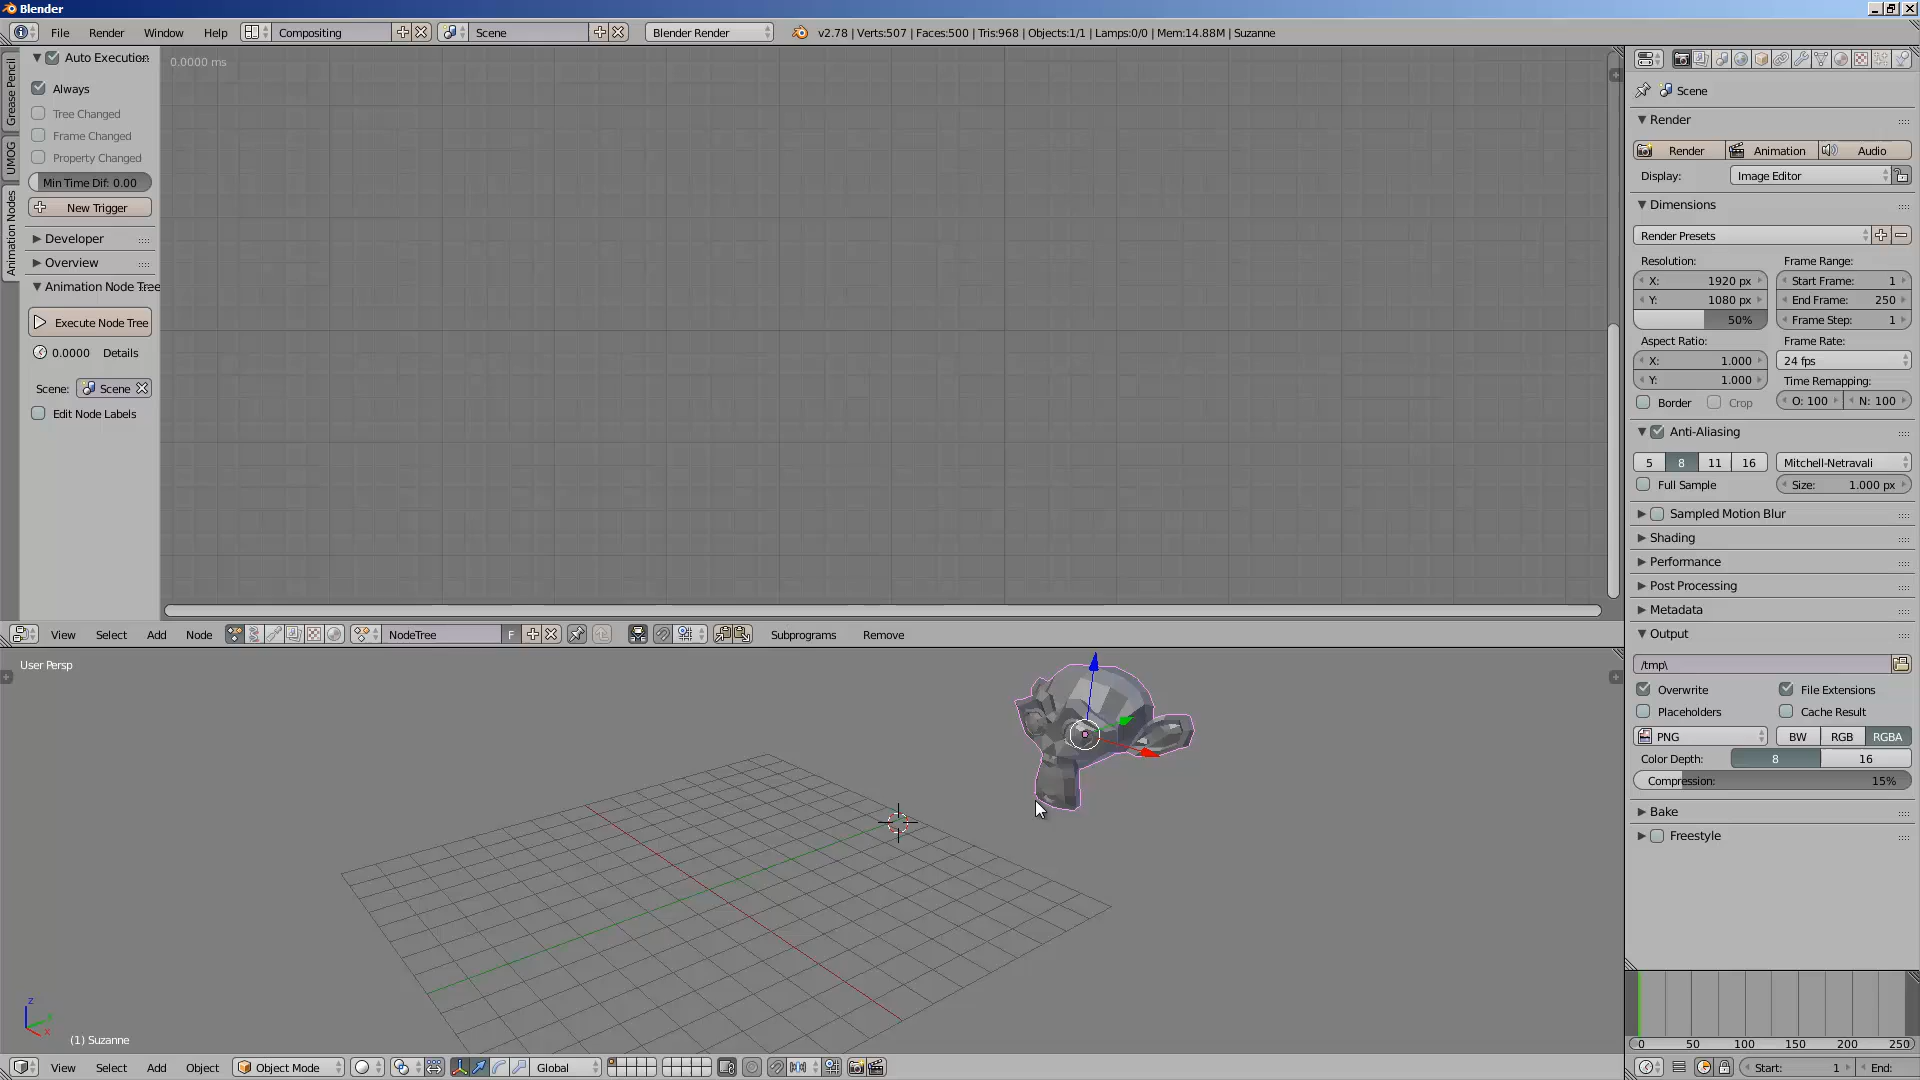 Blender
File Render Window Help Compositing Scene Blender Render v2.78 | Verts:507 | Faces:500 | Tris:968 | Objects:1/1 | Lamps:0/0 | Mem:14.88M | Suzanne
Grease Pencil
UMOG
Animation Nodes
Auto Execution
Always
Tree Changed
Frame Changed
Property Changed
Min Time Dif: 0.00
New Trigger
Developer
Overview
Animation Node Tree
Execute Node Tree
0.0000 Details
Scene: Scene
Edit Node Labels
0.0000 ms
View Select Add Node NodeTree F Subprograms Remove
User Persp
(1) Suzanne
View Select Add Object Object Mode Global
Scene
Render
Render Animation Audio
Display: Image Editor
Dimensions
Render Presets
Resolution: Frame Range:
X: 1920 px Start Frame: 1
Y: 1080 px End Frame: 250
50% Frame Step: 1
Aspect Ratio: Frame Rate:
X: 1.000 24 fps
Y: 1.000 Time Remapping:
Border Crop O: 100 N: 100
Anti-Aliasing
5 8 11 16 Mitchell-Netravali
Full Sample Size: 1.000 px
Sampled Motion Blur
Shading
Performance
Post Processing
Metadata
Output
/tmp\
Overwrite File Extensions
Placeholders Cache Result
PNG BW RGB RGBA
Color Depth: 8 16
Compression: 15%
Bake
Freestyle
0 50 100 150 200 250
Start: 1 End:
z
x